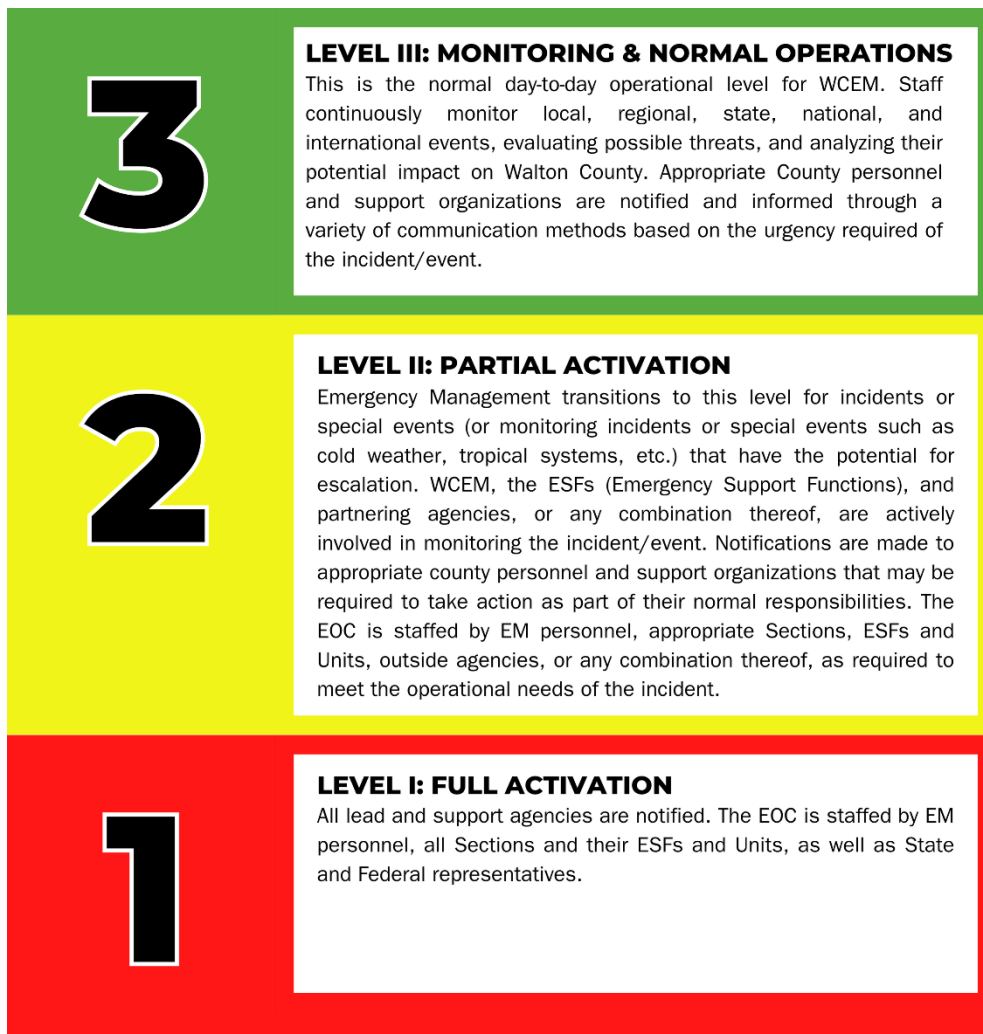 3
LEVEL III: MONITORING & NORMAL OPERATIONS
This is the normal day-to-day operational level for WCEM. Staff
continuously monitor local, regional, state, national, and
international events, evaluating possible threats, and analyzing their
potential impact on Walton County. Appropriate County personnel
and support organizations are notified and informed through a
variety of communication methods based on the urgency required of
the incident/event.
2
LEVEL II: PARTIAL ACTIVATION
Emergency Management transitions to this level for incidents or
special events (or monitoring incidents or special events such as
cold weather, tropical systems, etc.) that have the potential for
escalation. WCEM, the ESFs (Emergency Support Functions), and
partnering agencies, or any combination thereof, are actively
involved in monitoring the incident/event. Notifications are made to
appropriate county personnel and support organizations that may be
required to take action as part of their normal responsibilities. The
EOC is staffed by EM personnel, appropriate Sections, ESFs and
Units, outside agencies, or any combination thereof, as required to
meet the operational needs of the incident.
1
LEVEL I: FULL ACTIVATION
All lead and support agencies are notified. The EOC is staffed by EM
personnel, all Sections and their ESFs and Units, as well as State
and Federal representatives.